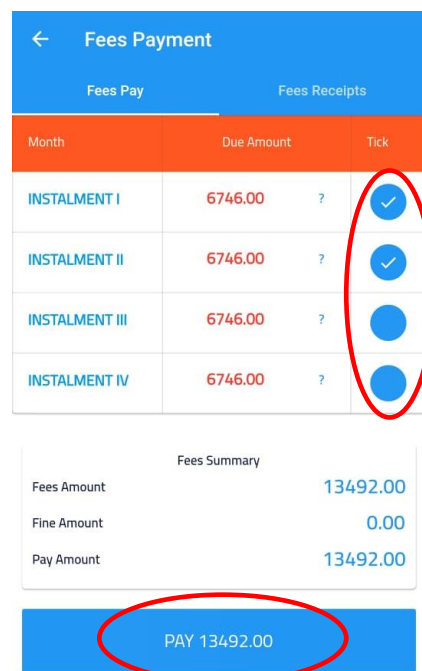 Fees Payment
Fees Pay Fees Receipts
Month Due Amount Tick
INSTALMENT I 6746.00 ?
INSTALMENT II 6746.00 ?
INSTALMENT III 6746.00 ?
INSTALMENT IV 6746.00 ?
Fees Summary
Fees Amount 13492.00
Fine Amount 0.00
Pay Amount 13492.00
PAY 13492.00